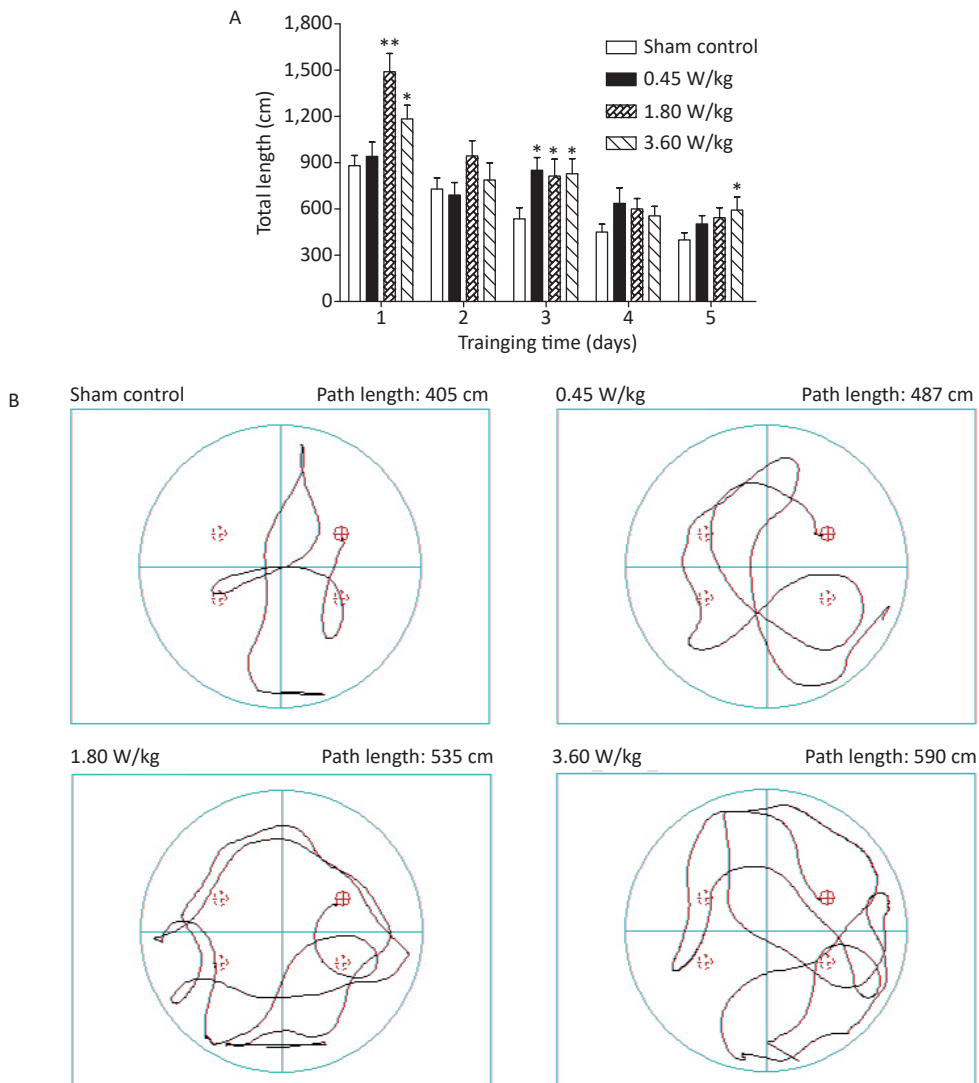 A
1,800
1,500
1,200
900
600
300
0
Total length (cm)
** * * * * *
Sham control
0.45 W/kg
1.80 W/kg
3.60 W/kg
1 2 3 4 5
Trainging time (days)
B
Sham control Path length: 405 cm
0.45 W/kg Path length: 487 cm
1.80 W/kg Path length: 535 cm
3.60 W/kg Path length: 590 cm